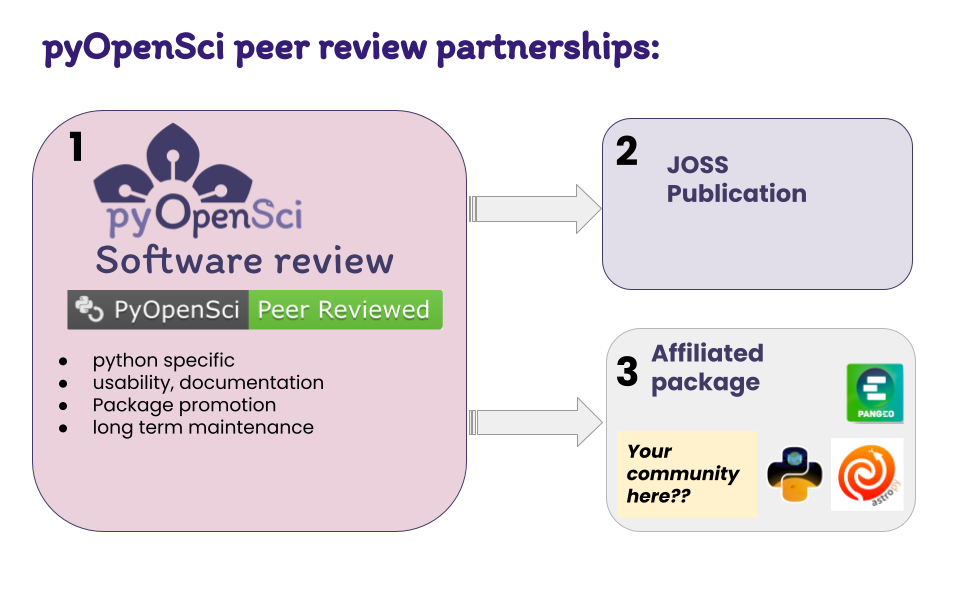 pyOpenSci peer review partnerships:
1
pyOpenSci
Software review
PyOpenSci Peer Reviewed
● python specific
● usability, documentation
● Package promotion
● long term maintenance
2
JOSS
Publication
3
Affiliated
package
PANGEO
Your
community
here??
astropy